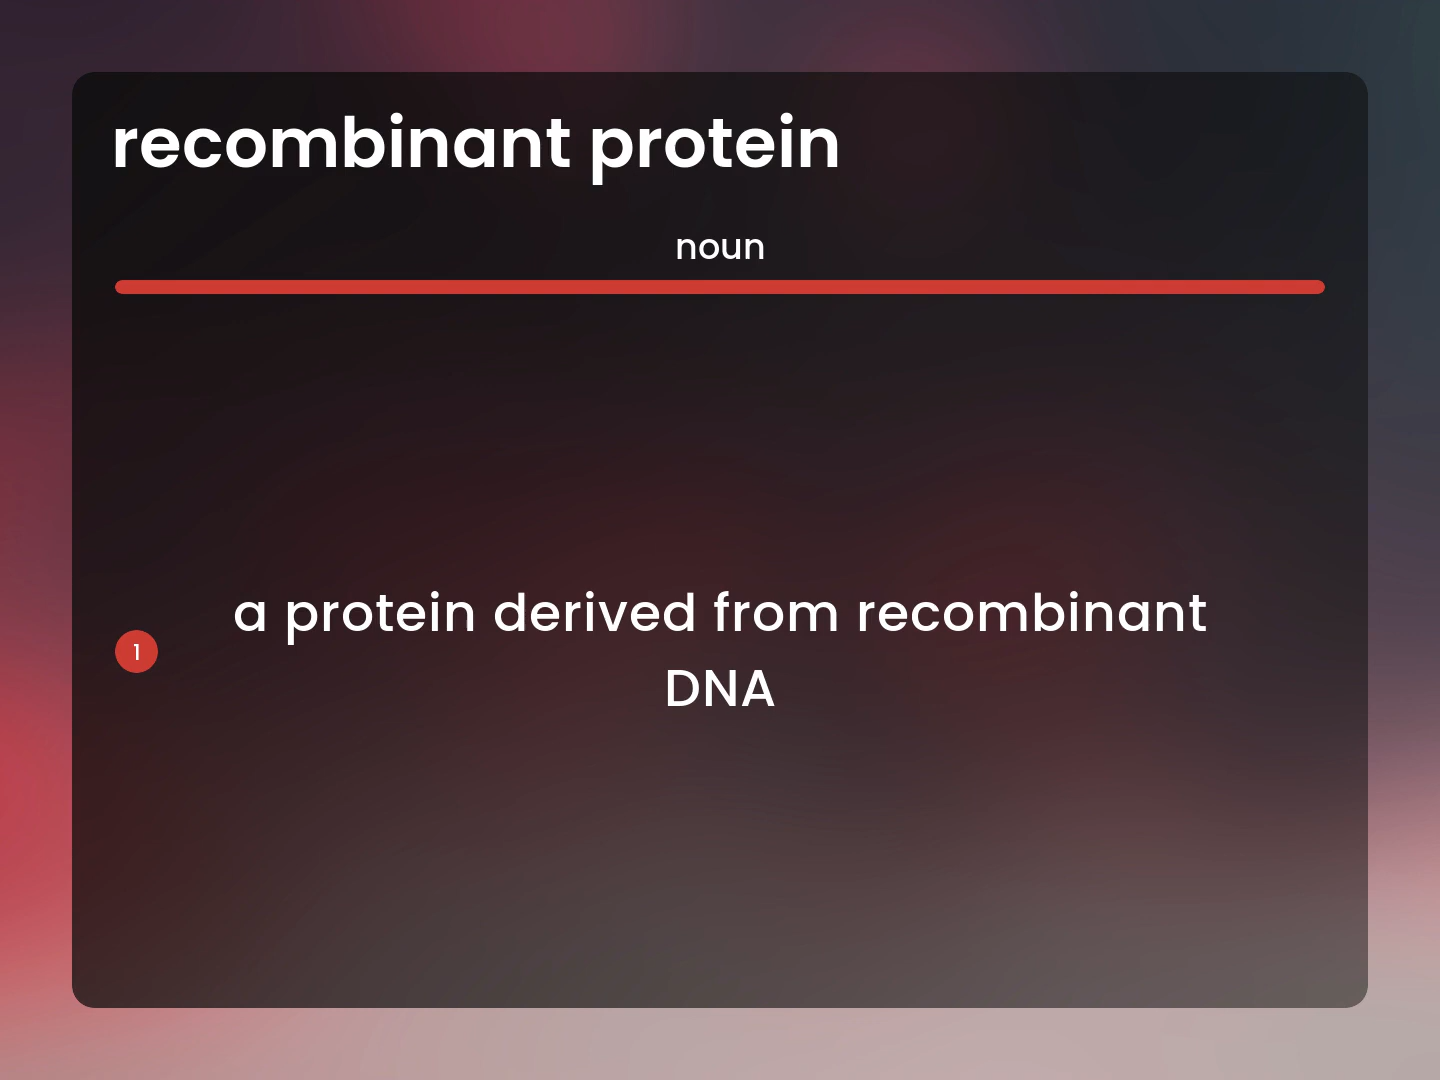 recombinant protein
noun
1
a protein derived from recombinant
DNA